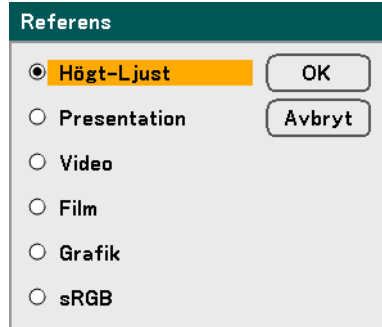 Referens
Högt-Ljust
OK
Presentation
Avbryt
Video
Film
Grafik
sRGB